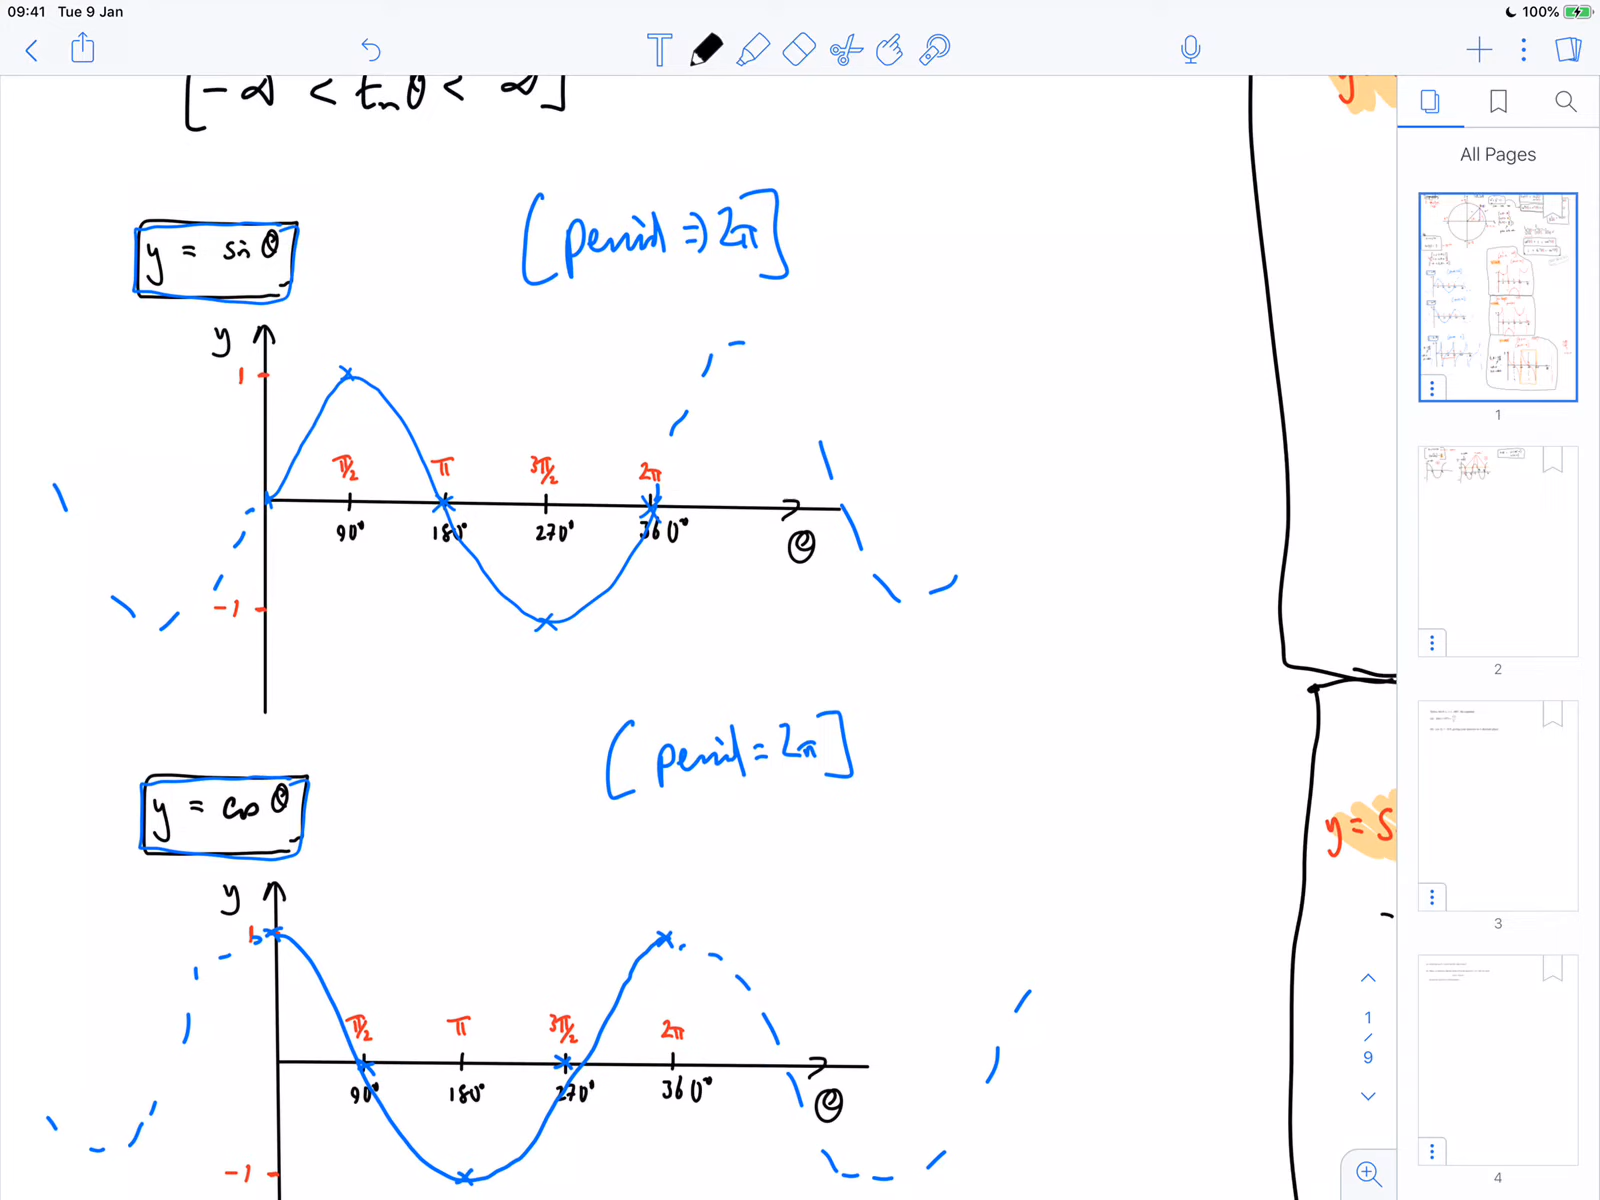 09:41 Tue 9 Jan
100%
[-∞ < tanθ < ∞]
y = sinθ
[period ⇒ 2π]
y
1
π/2 π 3π/2 2π
90° 180° 270° 360°
θ
-1
y = cosθ
[period = 2π]
y
1
π/2 π 3π/2 2π
90° 180° 270° 360°
θ
-1
y = S
All Pages
1
2
3
4
1 / 9